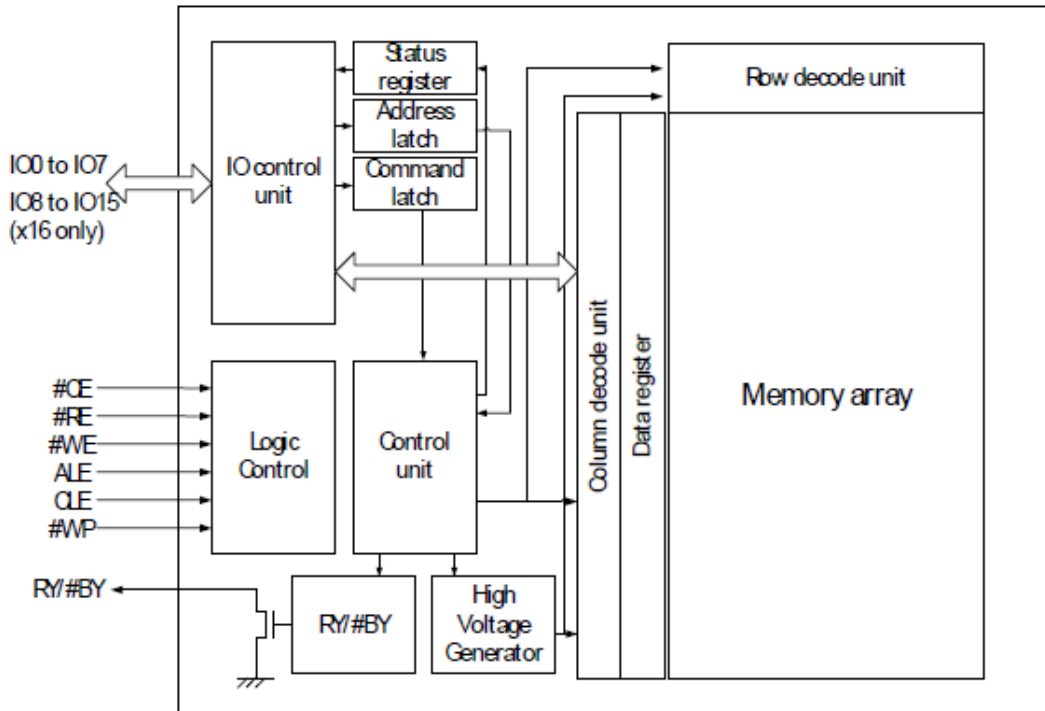 Status
register
Row decode unit
Address
latch
IO0 to IO7
IO control
unit
Command
latch
IO8 to IO15
(x16 only)
Column decode unit
Data register
Memory array
#CE
#RE
#WE
ALE
CLE
#WP
Logic
Control
Control
unit
RY/#BY
RY/#BY
High
Voltage
Generator